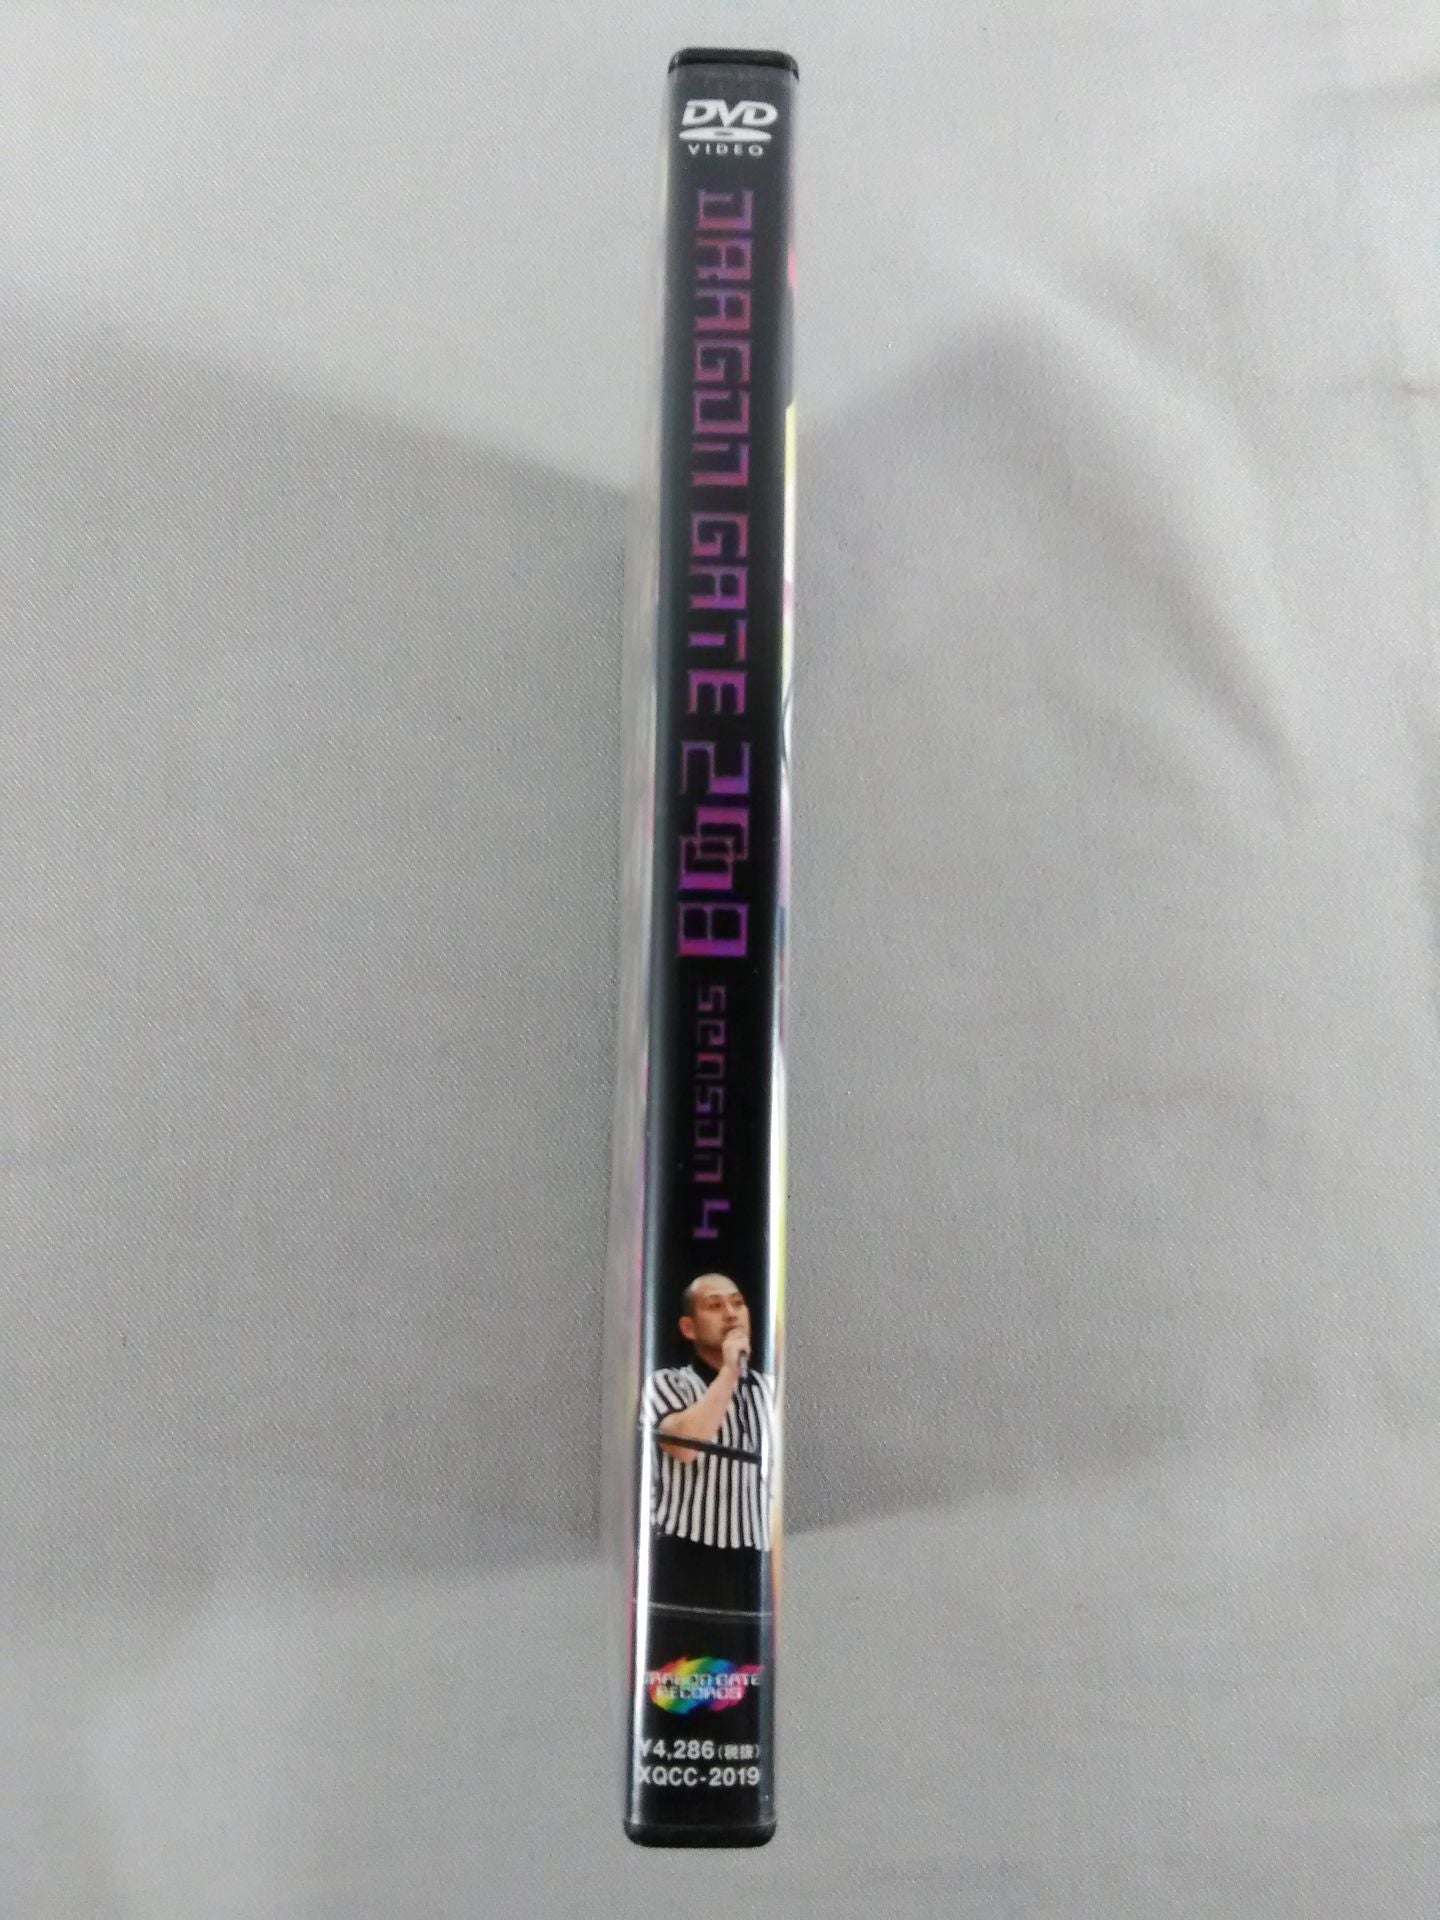 DVD
VIDEO
DRAGON GATE 2008 season 4
DRAGON GATE
RECORDS
¥4,286(税抜)
XQCC-2019